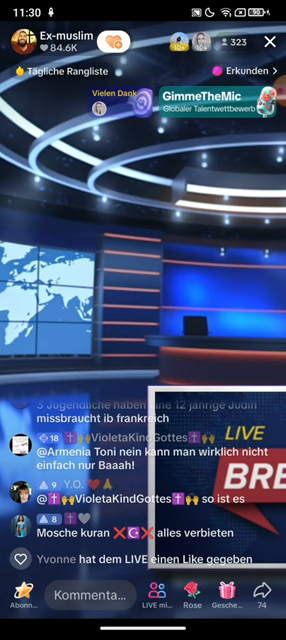 11:30
Ex-muslim
84.6K
10+
10+
323
Tägliche Rangliste
Erkunden >
Vielen Dank
GimmeTheMic
Globaler Talentwettbewerb
3 Jugendliche haben eine 12 jährige Jüdin
missbraucht ib frankreich
18 ✝️🙌VioletaKindGottes✝️🙌
@Armenia Toni nein kann man wirklich nicht
einfach nur Baaah!
9 Y.O. ❤️🙏
@✝️🙌VioletaKindGottes✝️🙌 so ist es
8 ✝️🩶
Mosche kuran ❌☪️❌ alles verbieten
Yvonne hat dem LIVE einen Like gegeben
LIVE
BRE
Abonn...
Kommenta...
LIVE mi...
Rose
Gesche...
74